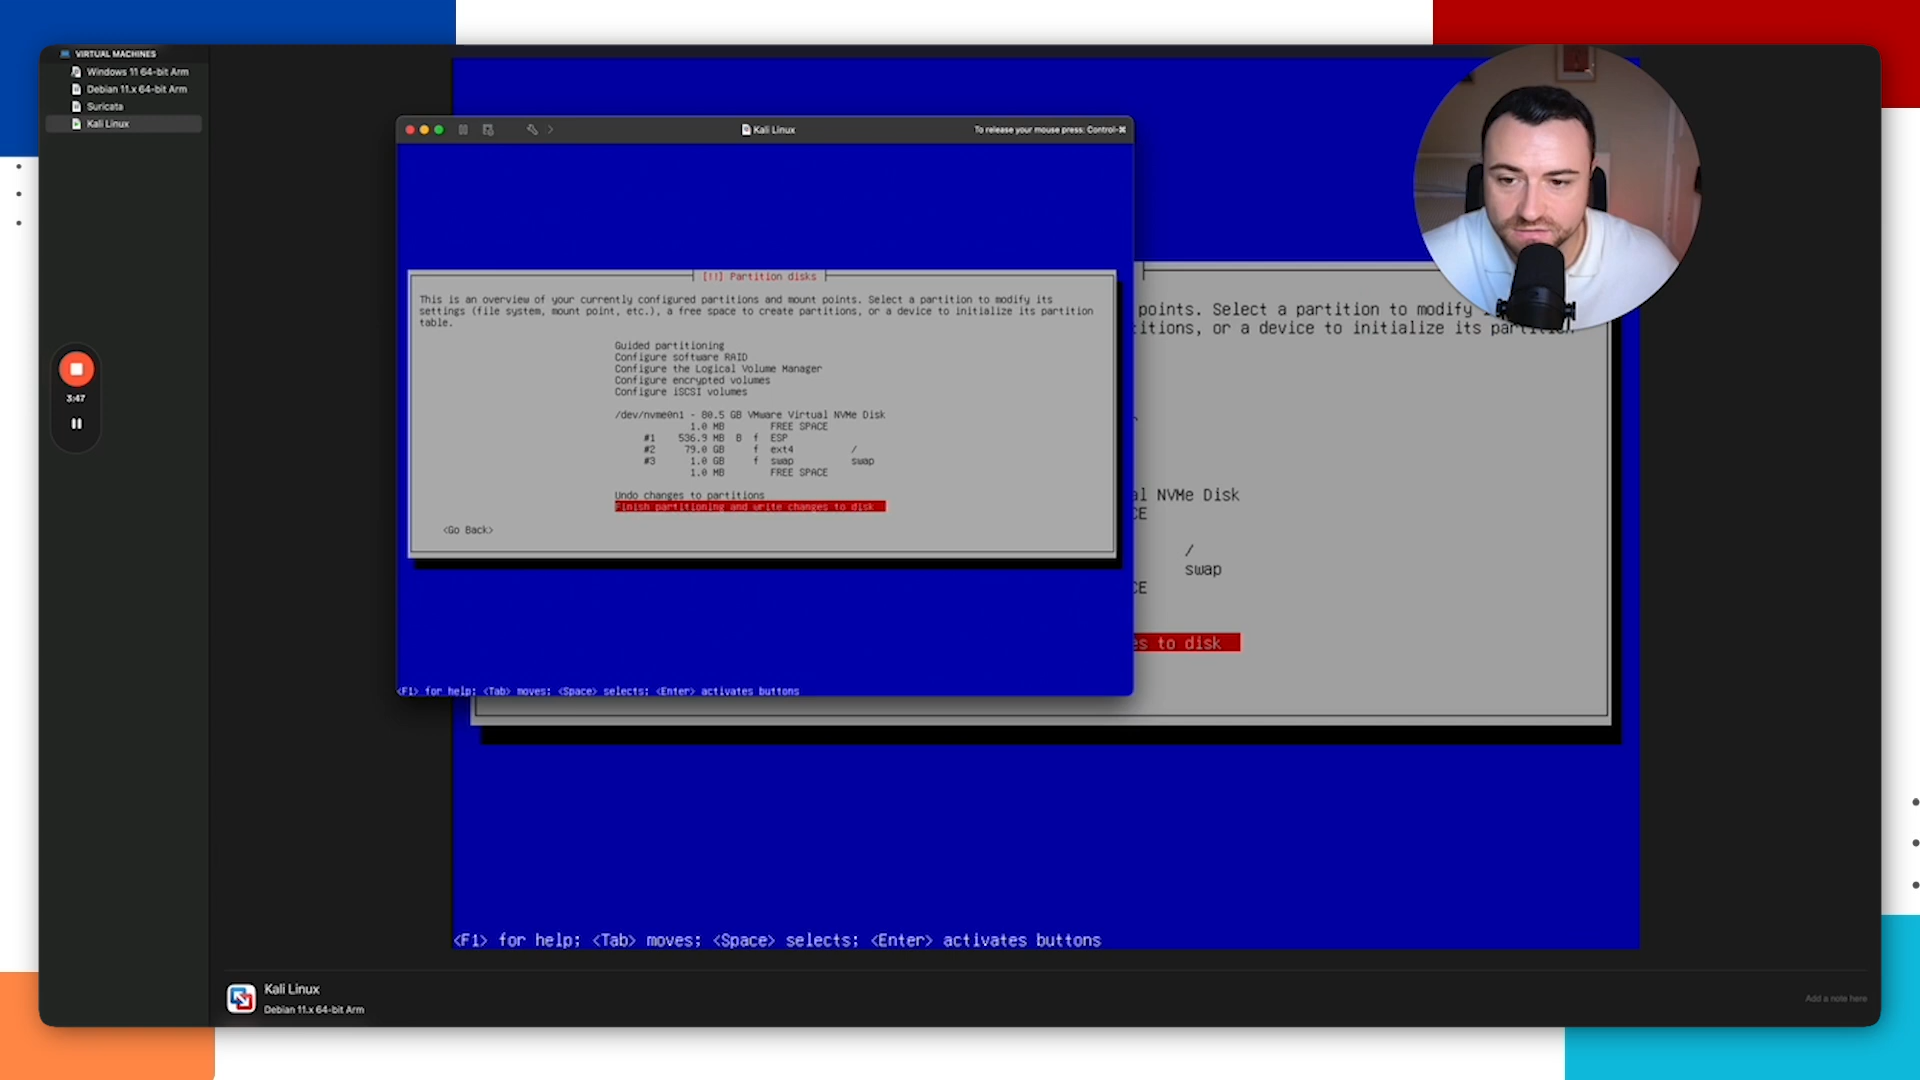 VIRTUAL MACHINES
Windows 11 64-bit Arm
Debian 11.x 64-bit Arm
Suricata
Kali Linux
3:47
Kali Linux
To release your mouse press: Control-⌘
[!!] Partition disks
This is an overview of your currently configured partitions and mount points. Select a partition to modify its
settings (file system, mount point, etc.), a free space to create partitions, or a device to initialize its partition
table.
Guided partitioning
Configure software RAID
Configure the Logical Volume Manager
Configure encrypted volumes
Configure iSCSI volumes
/dev/nvme0n1 - 80.5 GB VMware Virtual NVMe Disk
1.0 MB FREE SPACE
#1 536.9 MB B f ESP
#2 79.0 GB f ext4 /
#3 1.0 GB f swap swap
1.0 MB FREE SPACE
Undo changes to partitions
Finish partitioning and write changes to disk
<Go Back>
<F1> for help; <Tab> moves; <Space> selects; <Enter> activates buttons
points. Select a partition to modify
itions, or a device to initialize its partition
al NVMe Disk
CE
/
swap
CE
es to disk
<F1> for help; <Tab> moves; <Space> selects; <Enter> activates buttons
Kali Linux
Debian 11.x 64-bit Arm
Add a note here